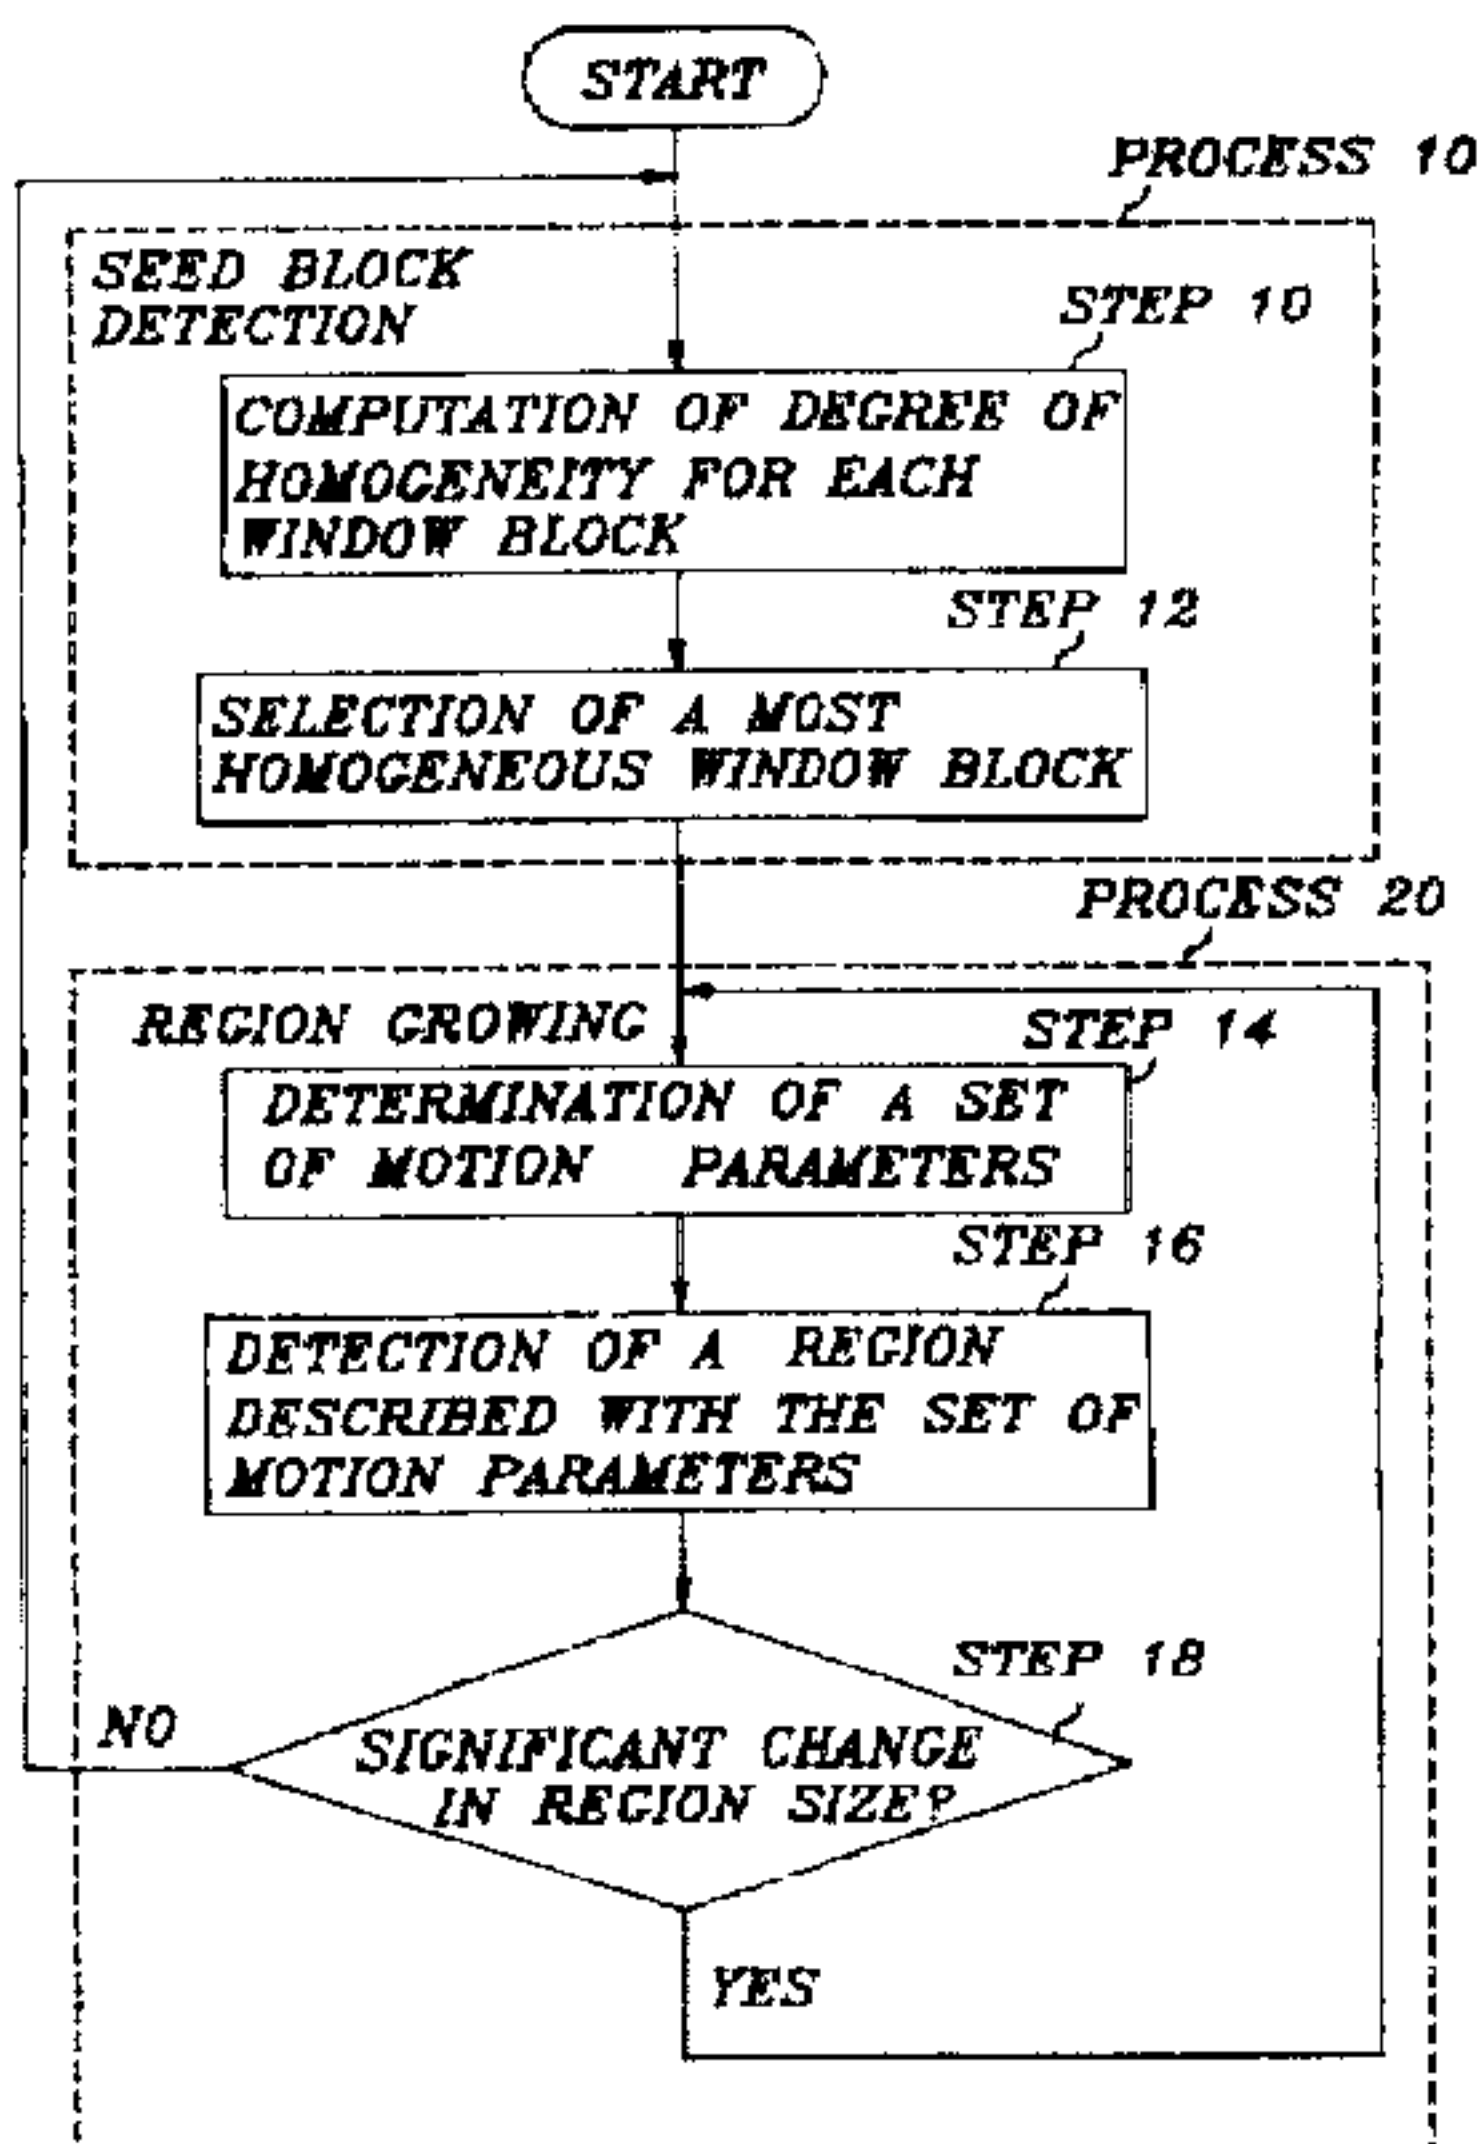 START
PROCESS 10
SEED BLOCK
DETECTION
STEP 10
COMPUTATION OF DEGREE OF
HOMOGENEITY FOR EACH
WINDOW BLOCK
STEP 12
SELECTION OF A MOST
HOMOGENEOUS WINDOW BLOCK
PROCESS 20
REGION GROWING
STEP 14
DETERMINATION OF A SET
OF MOTION PARAMETERS
STEP 16
DETECTION OF A REGION
DESCRIBED WITH THE SET OF
MOTION PARAMETERS
STEP 18
NO
SIGNIFICANT CHANGE
IN REGION SIZE?
YES